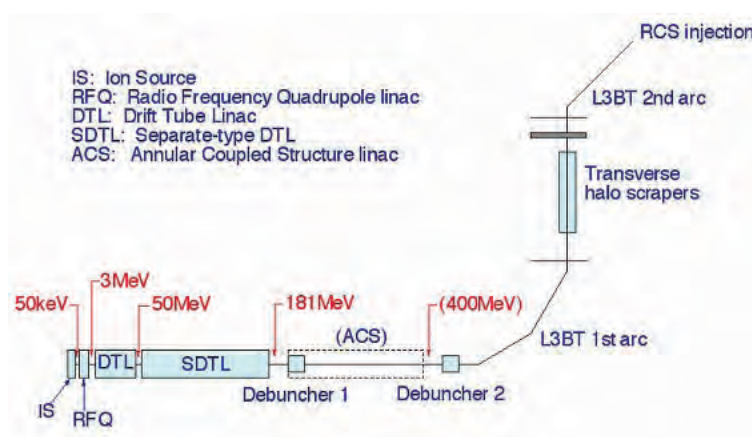 RCS injection
IS: Ion Source
RFQ: Radio Frequency Quadrupole linac
DTL: Drift Tube Linac
SDTL: Separate-type DTL
ACS: Annular Coupled Structure linac
L3BT 2nd arc
Transverse
halo scrapers
3MeV
50keV
50MeV
181MeV
(400MeV)
(ACS)
L3BT 1st arc
DTL
SDTL
Debuncher 1
Debuncher 2
IS
RFQ